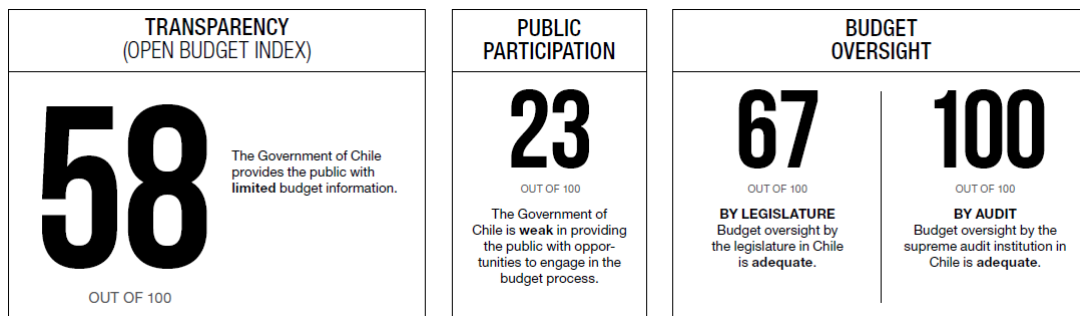 TRANSPARENCY
(OPEN BUDGET INDEX)
58
OUT OF 100
The Government of Chile
provides the public with
limited budget information.
PUBLIC
PARTICIPATION
23
OUT OF 100
The Government of
Chile is weak in providing
the public with oppor-
tunities to engage in the
budget process.
BUDGET
OVERSIGHT
67
OUT OF 100
BY LEGISLATURE
Budget oversight by
the legislature in Chile
is adequate.
100
OUT OF 100
BY AUDIT
Budget oversight by the
supreme audit institution in
Chile is adequate.